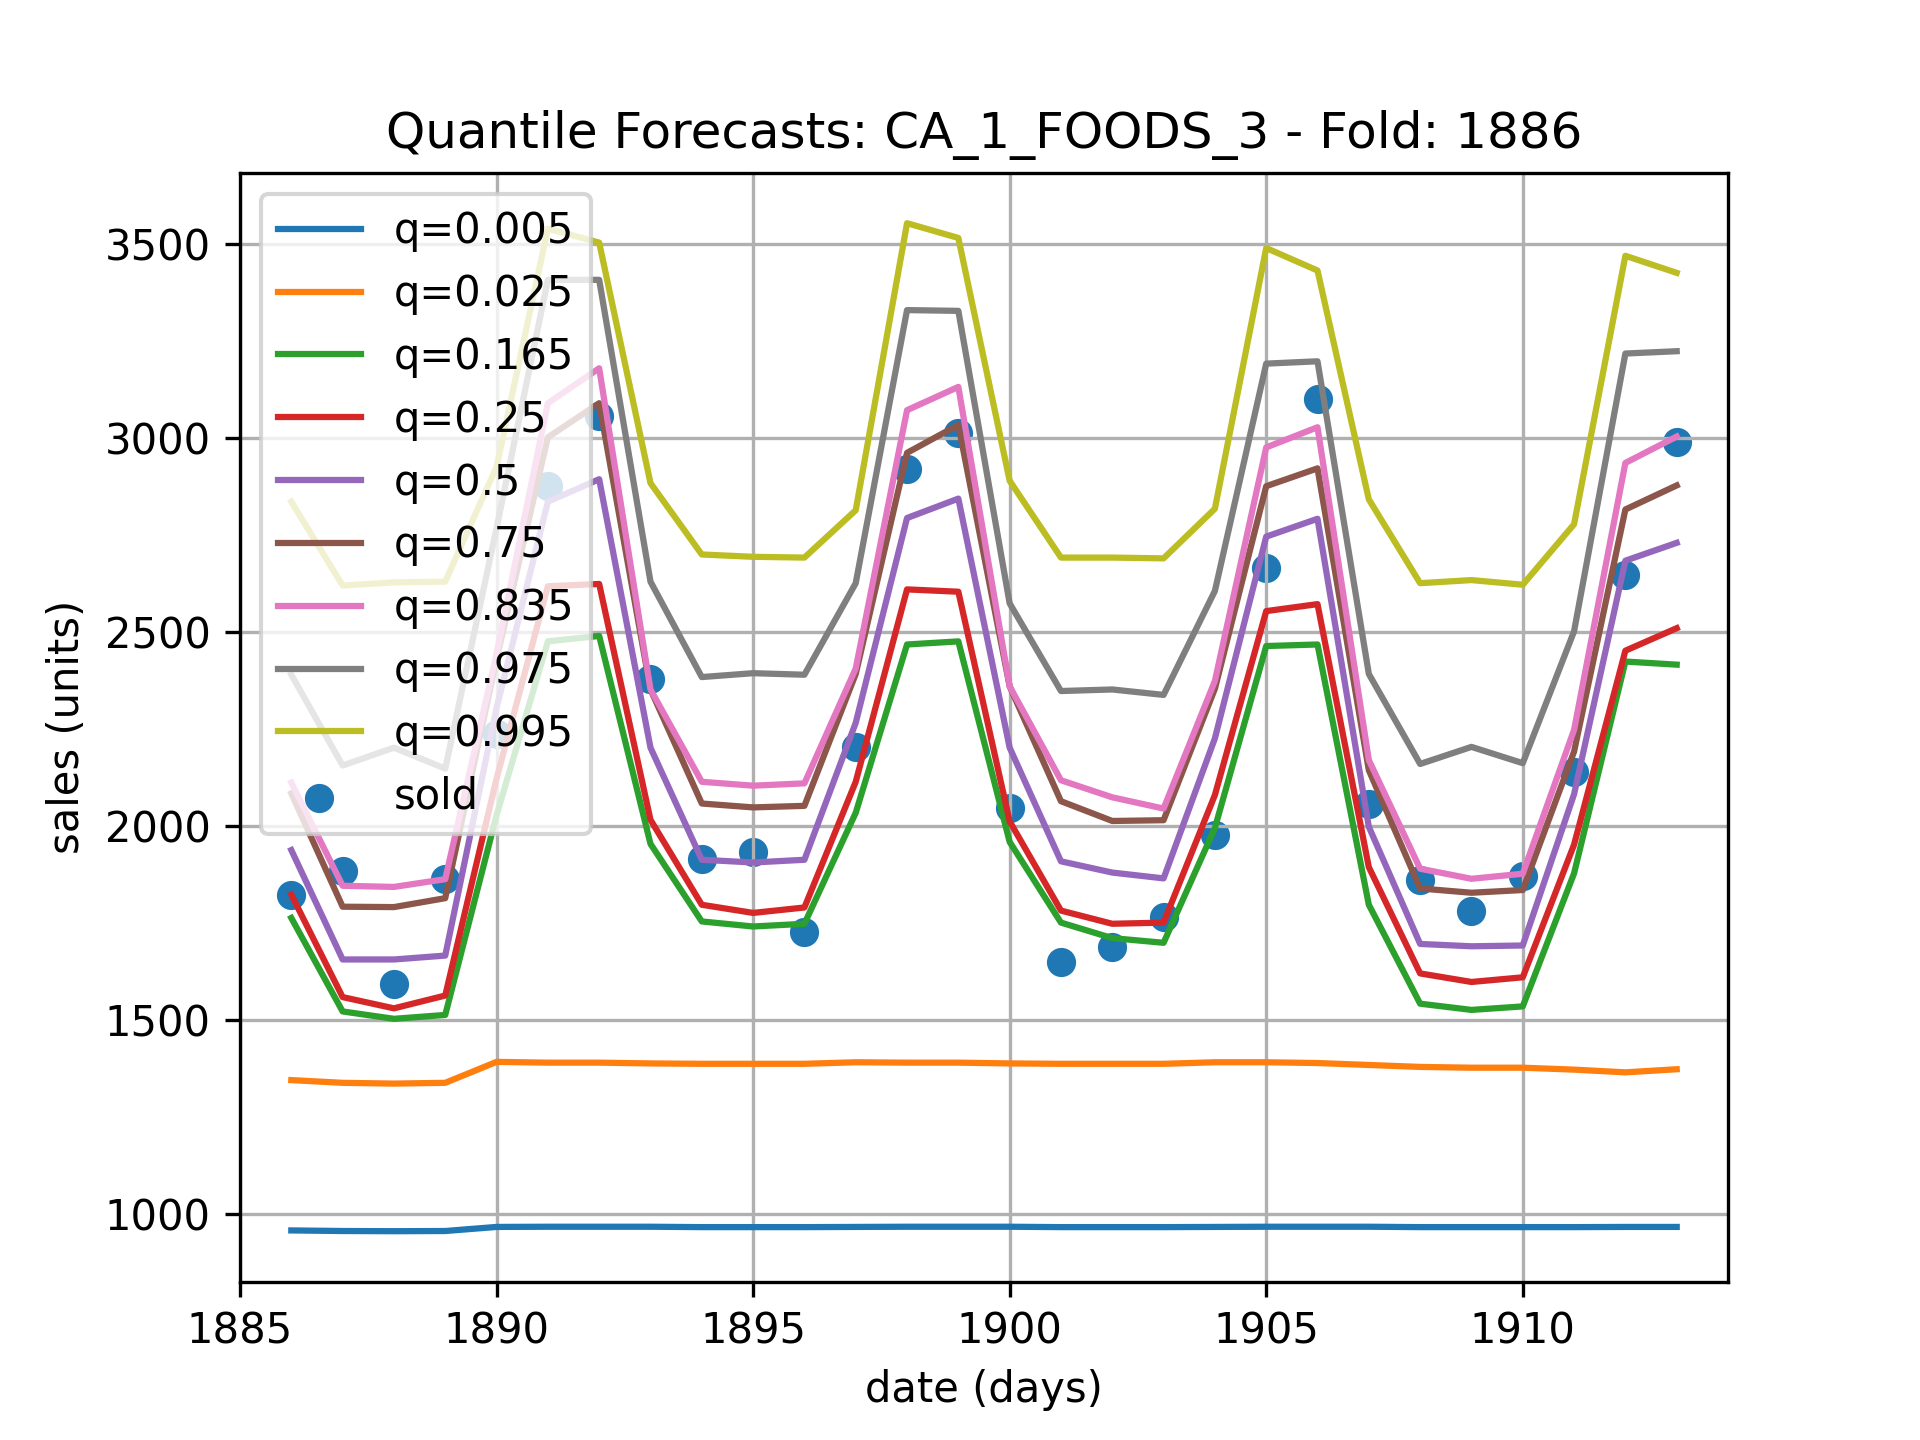 Quantile Forecasts: CA_1_FOODS_3 - Fold: 1886
q=0.005
q=0.025
q=0.165
q=0.25
q=0.5
q=0.75
q=0.835
q=0.975
q=0.995
sold
sales (units)
3500
3000
2500
2000
1500
1000
1885 1890 1895 1900 1905 1910
date (days)